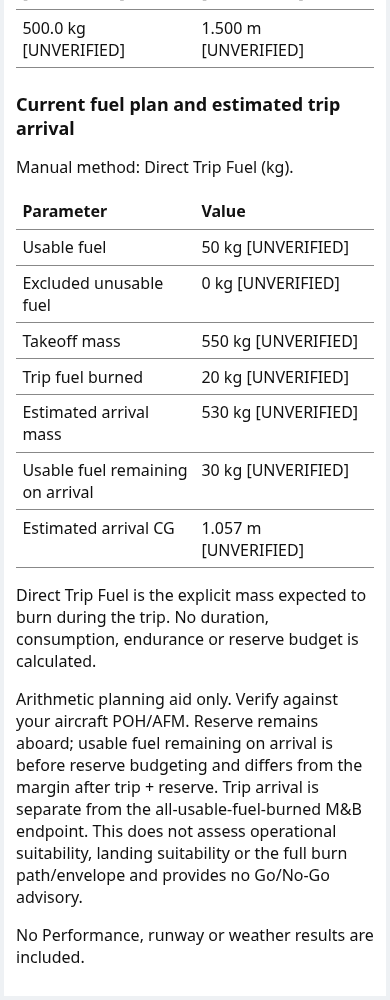 500.0 kg 1.500 m
[UNVERIFIED] [UNVERIFIED]
Current fuel plan and estimated trip
arrival
Manual method: Direct Trip Fuel (kg).
Parameter Value
Usable fuel 50 kg [UNVERIFIED]
Excluded unusable 0 kg [UNVERIFIED]
fuel
Takeoff mass 550 kg [UNVERIFIED]
Trip fuel burned 20 kg [UNVERIFIED]
Estimated arrival 530 kg [UNVERIFIED]
mass
Usable fuel remaining 30 kg [UNVERIFIED]
on arrival
Estimated arrival CG 1.057 m
[UNVERIFIED]
Direct Trip Fuel is the explicit mass expected to
burn during the trip. No duration,
consumption, endurance or reserve budget is
calculated.
Arithmetic planning aid only. Verify against
your aircraft POH/AFM. Reserve remains
aboard; usable fuel remaining on arrival is
before reserve budgeting and differs from the
margin after trip + reserve. Trip arrival is
separate from the all-usable-fuel-burned M&B
endpoint. This does not assess operational
suitability, landing suitability or the full burn
path/envelope and provides no Go/No-Go
advisory.
No Performance, runway or weather results are
included.